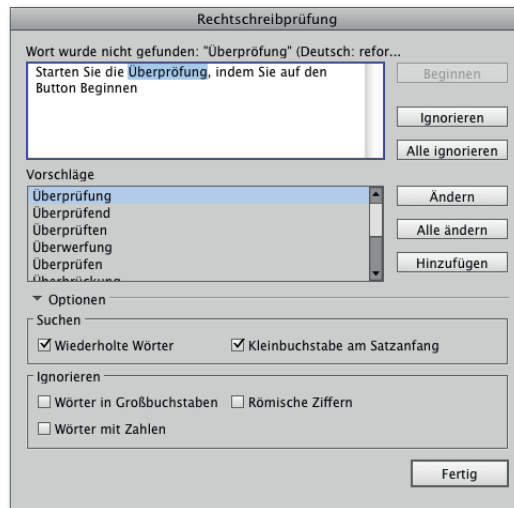 Rechtschreibprüfung
Wort wurde nicht gefunden: "Überpröfung" (Deutsch: refor...
Starten Sie die Überpröfung, indem Sie auf den
Button Beginnen
Beginnen
Ignorieren
Alle ignorieren
Vorschläge
Überprüfung
Überprüfend
Überprüften
Überwerfung
Überprüfen
Überbrückung
Ändern
Alle ändern
Hinzufügen
Optionen
Suchen
Wiederholte Wörter Kleinbuchstabe am Satzanfang
Ignorieren
Wörter in Großbuchstaben Römische Ziffern
Wörter mit Zahlen
Fertig